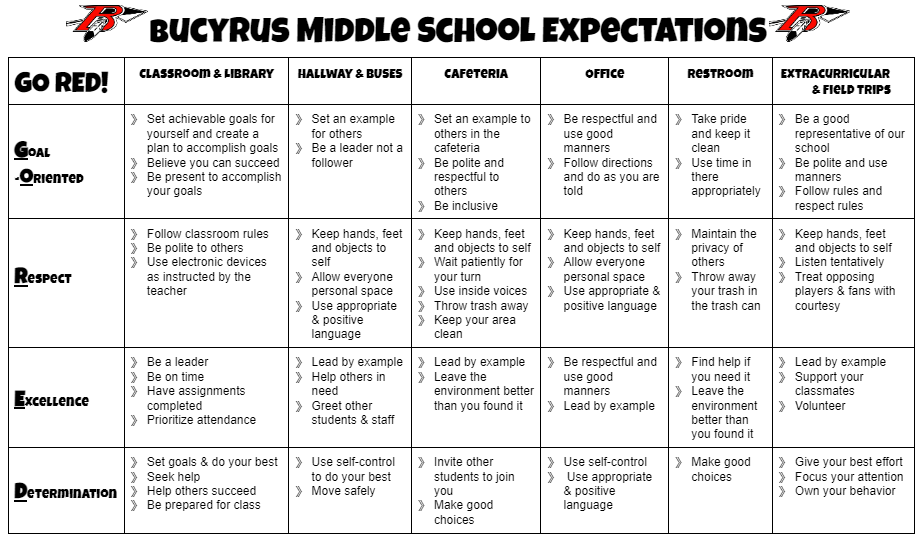 Bucyrus Middle School Expectations
GO RED!
Classroom & Library
Hallway & Buses
Cafeteria
Office
Restroom
Extracurricular
& Field Trips
Goal
-Oriented
》 Set achievable goals for
yourself and create a
plan to accomplish goals
》 Believe you can succeed
》 Be present to accomplish
your goals
》 Set an example
for others
》 Be a leader not a
follower
》 Set an example to
others in the
cafeteria
》 Be polite and
respectful to
others
》 Be inclusive
》 Be respectful and
use good
manners
》 Follow directions
and do as you are
told
》 Take pride
and keep it
clean
》 Use time in
there
appropriately
》 Be a good
representative of our
school
》 Be polite and use
manners
》 Follow rules and
respect rules
Respect
》 Follow classroom rules
》 Be polite to others
》 Use electronic devices
as instructed by the
teacher
》 Keep hands, feet
and objects to
self
》 Allow everyone
personal space
》 Use appropriate
& positive
language
》 Keep hands, feet
and objects to self
》 Wait patiently for
your turn
》 Use inside voices
》 Throw trash away
》 Keep your area
clean
》 Keep hands, feet
and objects to self
》 Allow everyone
personal space
》 Use appropriate &
positive language
》 Maintain the
privacy of
others
》 Throw away
your trash in
the trash can
》 Keep hands, feet
and objects to self
》 Listen tentatively
》 Treat opposing
players & fans with
courtesy
Excellence
》 Be a leader
》 Be on time
》 Have assignments
completed
》 Prioritize attendance
》 Lead by example
》 Help others in
need
》 Greet other
students & staff
》 Lead by example
》 Leave the
environment better
than you found it
》 Be respectful and
use good
manners
》 Lead by example
》 Find help if
you need it
》 Leave the
environment
better than
you found it
》 Lead by example
》 Support your
classmates
》 Volunteer
Determination
》 Set goals & do your best
》 Seek help
》 Help others succeed
》 Be prepared for class
》 Use self-control
to do your best
》 Move safely
》 Invite other
students to join
you
》 Make good
choices
》 Use self-control
》 Use appropriate
& positive
language
》 Make good
choices
》 Give your best effort
》 Focus your attention
》 Own your behavior